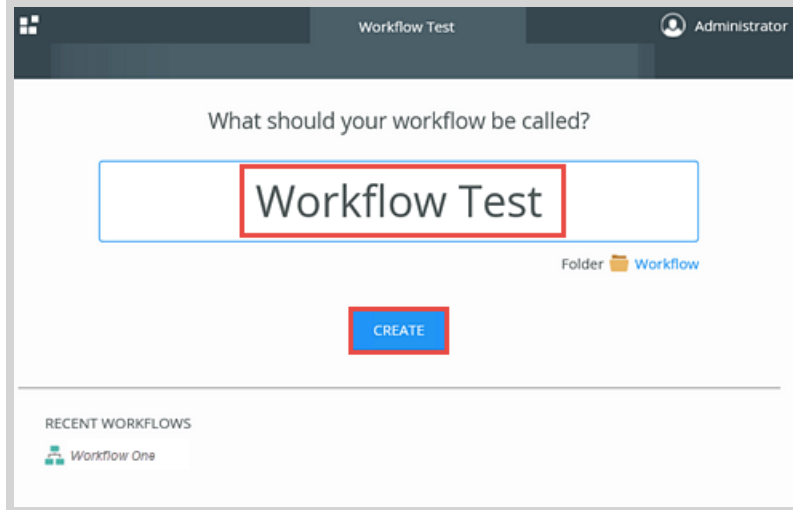 Workflow Test
Administrator
What should your workflow be called?
Workflow Test
Folder Workflow
CREATE
RECENT WORKFLOWS
Workflow One